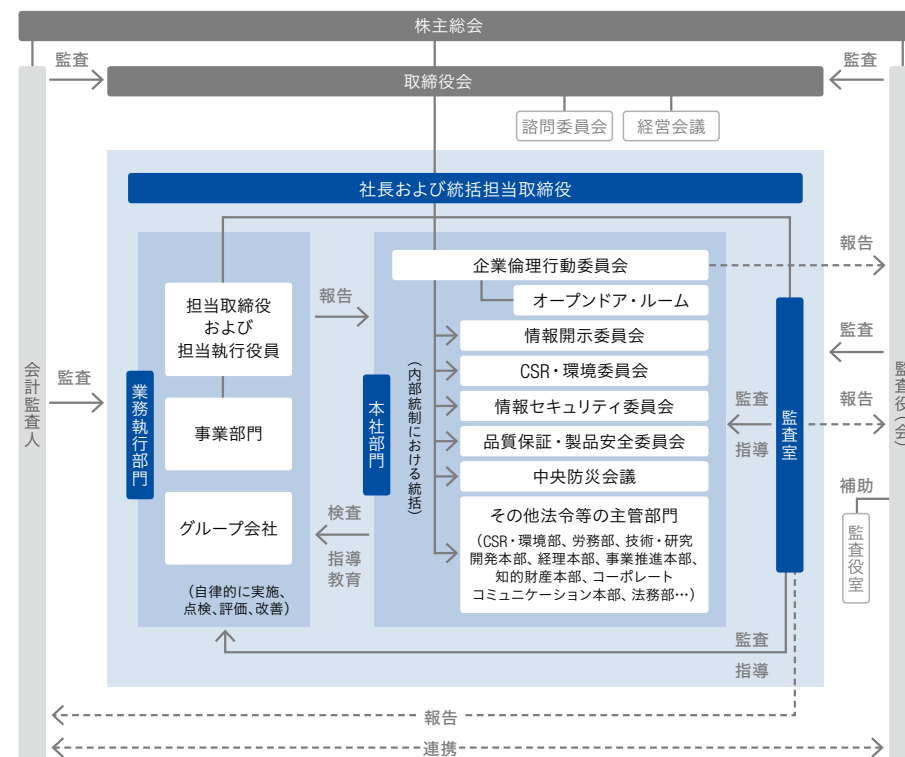 株主総会
監査
監査
取締役会
諮問委員会
経営会議
社長および統括担当取締役
企業倫理行動委員会
報告
オープンドア・ルーム
担当取締役
および
担当執行役員
報告
情報開示委員会
監査
CSR・環境委員会
会計監査人
監査
業務執行部門
事業部門
本社部門
(内部統制における統括)
情報セキュリティ委員会
監査
指導
監査室
報告
監査役(会)
品質保証・製品安全委員会
中央防災会議
グループ会社
検査
指導
教育
その他法令等の主管部門
(CSR・環境部、労務部、技術・研究
開発本部、経理本部、事業推進本部、
知的財産本部、コーポレート
コミュニケーション本部、法務部…)
補助
監査役室
(自律的に実施、
点検、評価、改善)
監査
指導
報告
連携